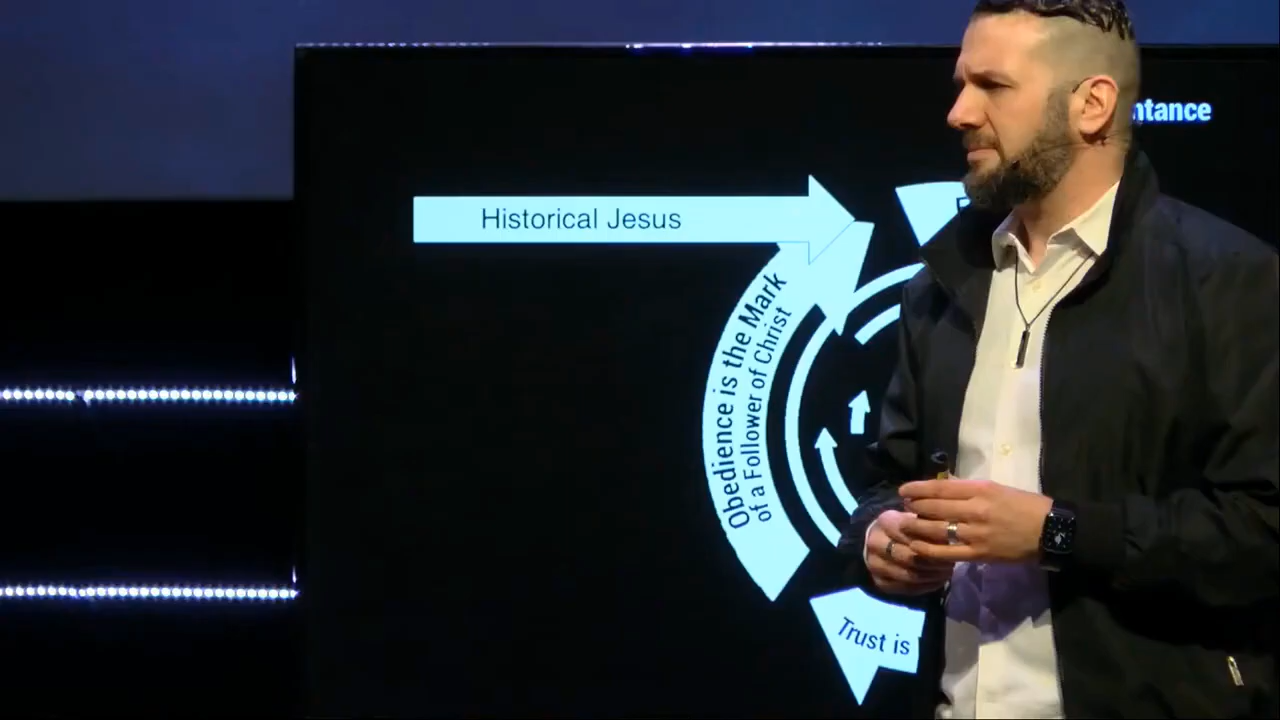 ntance
Historical Jesus
Obedience is the Mark
of a Follower of Christ
Trust is